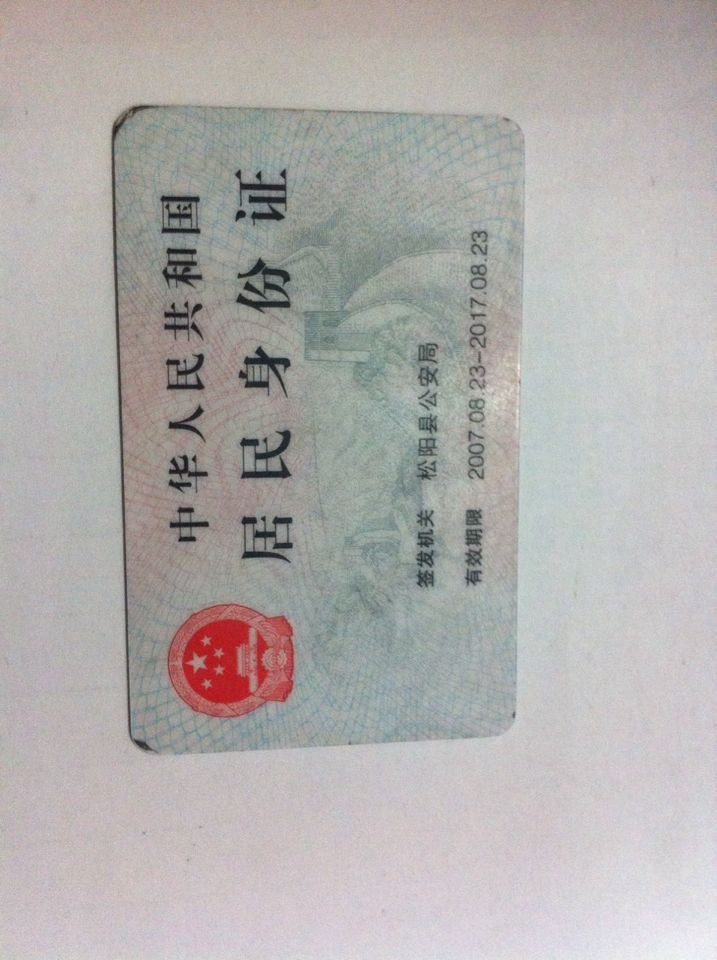 中华人民共和国
居民身份证
签发机关 松阳县公安局
有效期限 2007.08.23-2017.08.23